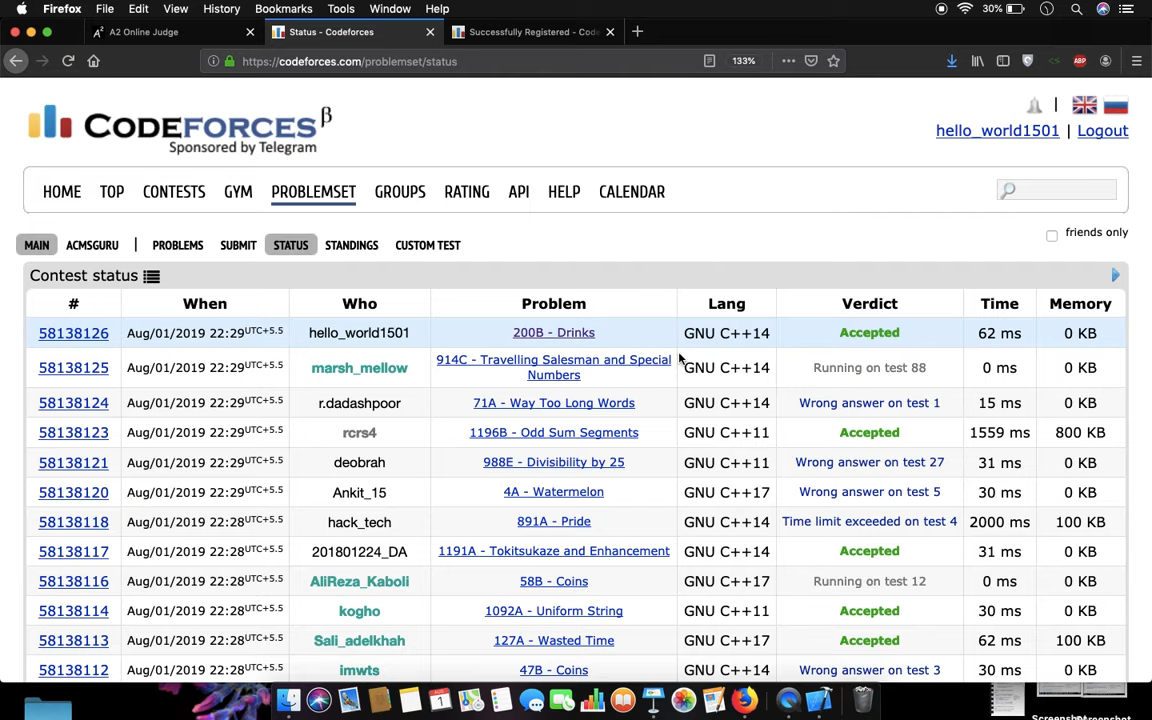 Firefox File Edit View History Bookmarks Tools Window Help 30%
A2 Online Judge Status - Codeforces Successfully Registered - Code
https://codeforces.com/problemset/status 133%
CODEFORCES β
Sponsored by Telegram
hello_world1501 | Logout
HOME TOP CONTESTS GYM PROBLEMSET GROUPS RATING API HELP CALENDAR
MAIN ACMSGURU | PROBLEMS SUBMIT STATUS STANDINGS CUSTOM TEST friends only
Contest status
# When Who Problem Lang Verdict Time Memory
58138126 Aug/01/2019 22:29UTC+5.5 hello_world1501 200B - Drinks GNU C++14 Accepted 62 ms 0 KB
58138125 Aug/01/2019 22:29UTC+5.5 marsh_mellow 914C - Travelling Salesman and Special Numbers GNU C++14 Running on test 88 0 ms 0 KB
58138124 Aug/01/2019 22:29UTC+5.5 r.dadashpoor 71A - Way Too Long Words GNU C++14 Wrong answer on test 1 15 ms 0 KB
58138123 Aug/01/2019 22:29UTC+5.5 rcrs4 1196B - Odd Sum Segments GNU C++11 Accepted 1559 ms 800 KB
58138121 Aug/01/2019 22:29UTC+5.5 deobrah 988E - Divisibility by 25 GNU C++11 Wrong answer on test 27 31 ms 0 KB
58138120 Aug/01/2019 22:29UTC+5.5 Ankit_15 4A - Watermelon GNU C++17 Wrong answer on test 5 30 ms 0 KB
58138118 Aug/01/2019 22:28UTC+5.5 hack_tech 891A - Pride GNU C++14 Time limit exceeded on test 4 2000 ms 100 KB
58138117 Aug/01/2019 22:28UTC+5.5 201801224_DA 1191A - Tokitsukaze and Enhancement GNU C++14 Accepted 31 ms 0 KB
58138116 Aug/01/2019 22:28UTC+5.5 AliReza_Kaboli 58B - Coins GNU C++17 Running on test 12 0 ms 0 KB
58138114 Aug/01/2019 22:28UTC+5.5 kogho 1092A - Uniform String GNU C++11 Accepted 30 ms 0 KB
58138113 Aug/01/2019 22:28UTC+5.5 Sali_adelkhah 127A - Wasted Time GNU C++17 Accepted 62 ms 100 KB
58138112 Aug/01/2019 22:28UTC+5.5 imwts 47B - Coins GNU C++14 Wrong answer on test 3 30 ms 0 KB